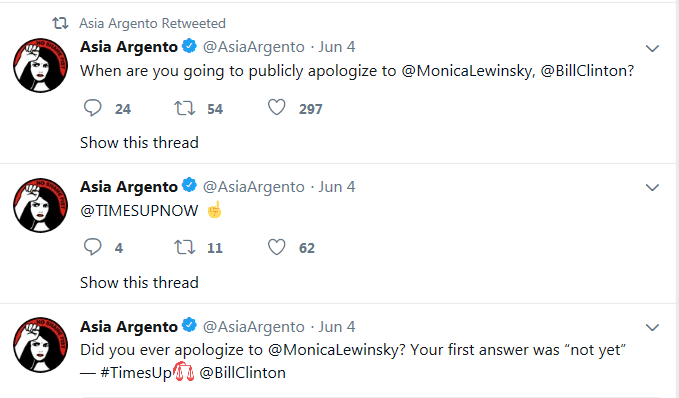 Asia Argento Retweeted
Asia Argento @AsiaArgento · Jun 4
When are you going to publicly apologize to @MonicaLewinsky, @BillClinton?
24 54 297
Show this thread
Asia Argento @AsiaArgento · Jun 4
@TIMESUPNOW ☝
4 11 62
Show this thread
Asia Argento @AsiaArgento · Jun 4
Did you ever apologize to @MonicaLewinsky? Your first answer was “not yet”
— #TimesUp @BillClinton